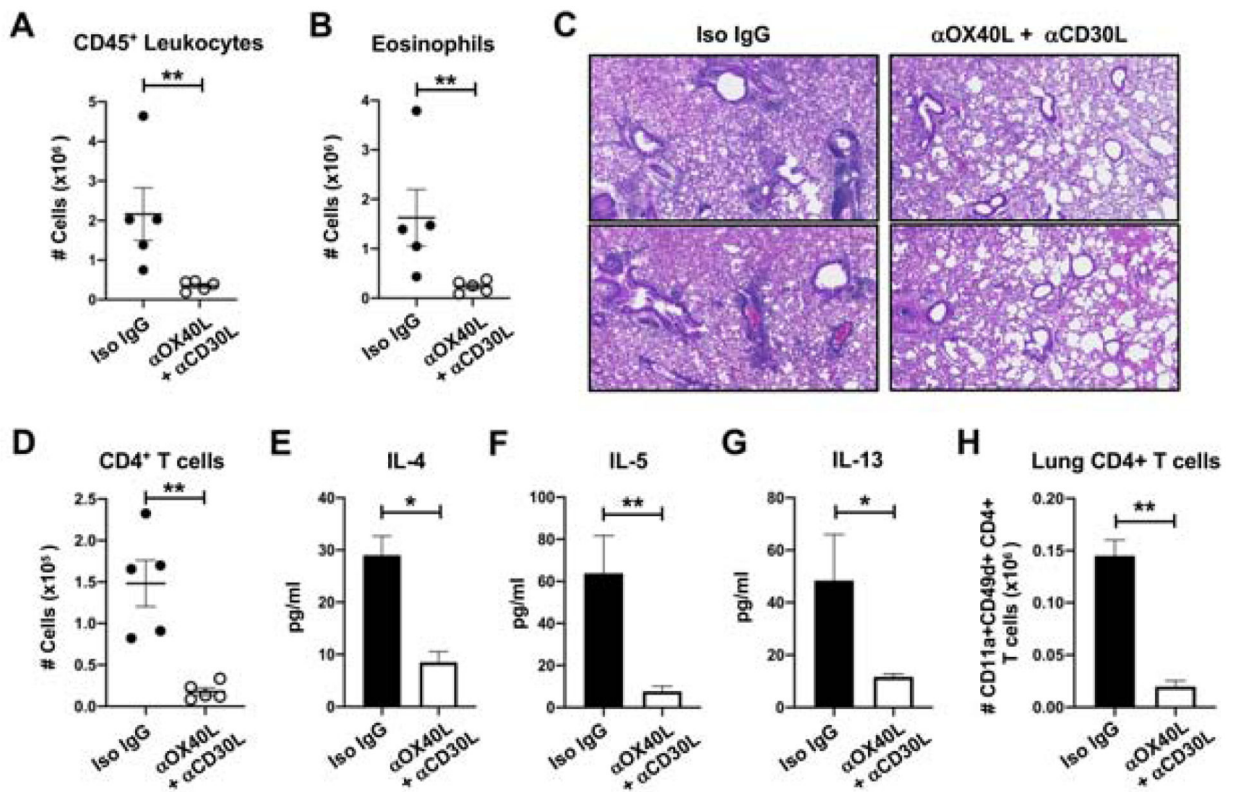 A
CD45⁺ Leukocytes
**
# Cells (x10⁶)
5
4
3
2
1
0
Iso IgG
αOX40L
+ αCD30L
B
Eosinophils
**
# Cells (x10⁶)
4
3
2
1
0
Iso IgG
αOX40L
+ αCD30L
C
Iso IgG
αOX40L + αCD30L
D
CD4⁺ T cells
**
# Cells (x10⁵)
2.5
2.0
1.5
1.0
0.5
0.0
Iso IgG
αOX40L
+ αCD30L
E
IL-4
*
pg/ml
40
30
20
10
0
Iso IgG
αOX40L
+ αCD30L
F
IL-5
**
pg/ml
100
80
60
40
20
0
Iso IgG
αOX40L
+ αCD30L
G
IL-13
*
pg/ml
80
60
40
20
0
Iso IgG
αOX40L
+ αCD30L
H
Lung CD4+ T cells
**
# CD11a+CD49d+ CD4+
T cells (x10⁶)
0.20
0.15
0.10
0.05
0.00
Iso IgG
αOX40L
+ αCD30L